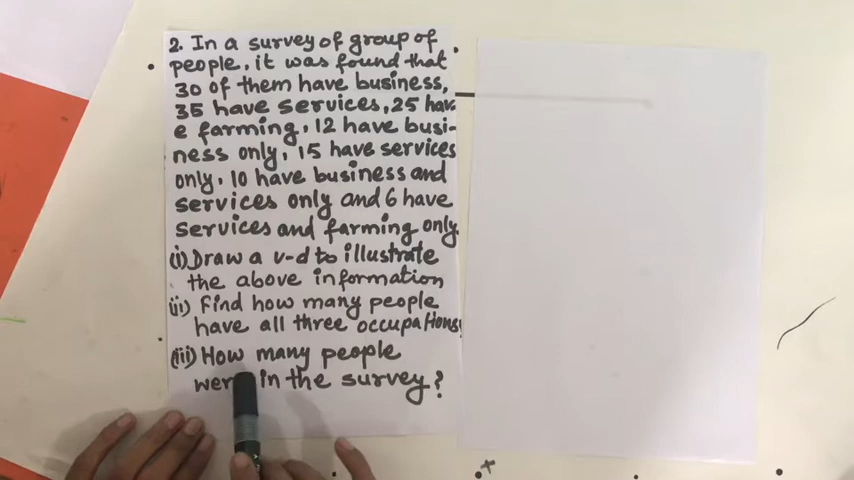 2. In a survey of group of
people, it was found that
30 of them have business,
35 have services, 25 hav
e farming, 12 have busi-
ness only, 15 have services
only, 10 have business and
services only and 6 have
services and farming only.
(i) Draw a v-d to illustrate
the above information
(ii) Find how many people
have all three occupations.
(iii) How many people
were in the survey?